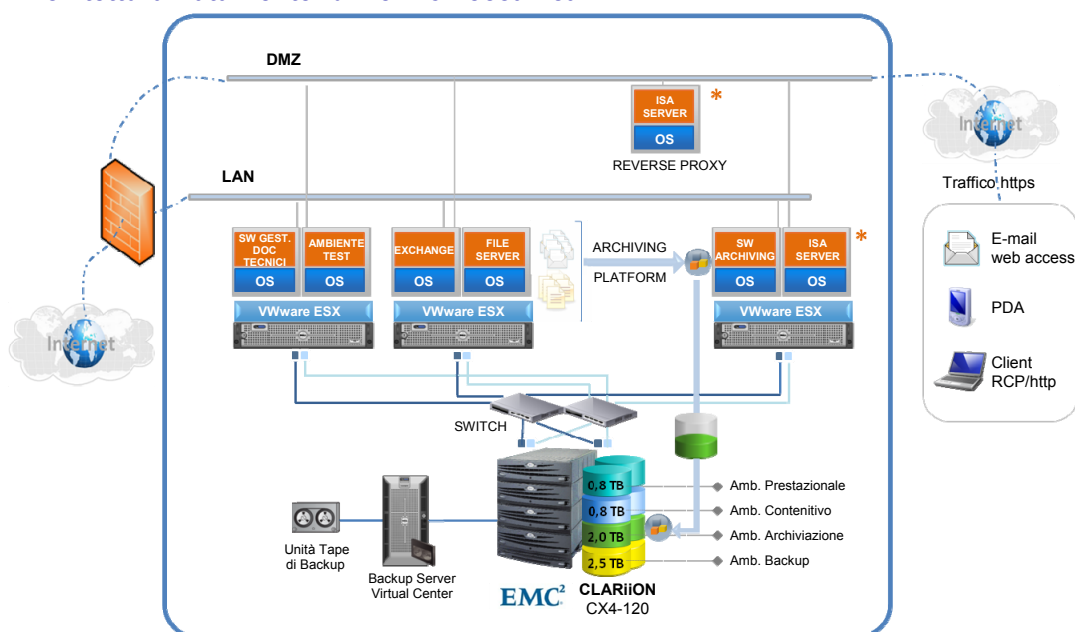 DMZ
Internet
ISA
SERVER
*
OS
REVERSE PROXY
Traffico https
LAN
SW GEST.
DOC
TECNICI
OS
AMBIENTE
TEST
OS
VWware ESX
EXCHANGE
OS
FILE
SERVER
OS
VWware ESX
ARCHIVING
PLATFORM
SW
ARCHIVING
OS
ISA
SERVER
*
OS
VWware ESX
E-mail
web access
PDA
Client
RCP/http
Internet
SWITCH
0,8 TB
Amb. Prestazionale
0,8 TB
Amb. Contenitivo
2,0 TB
Amb. Archiviazione
2,5 TB
Amb. Backup
Unità Tape
di Backup
Backup Server
Virtual Center
EMC²
CLARiiON
CX4-120